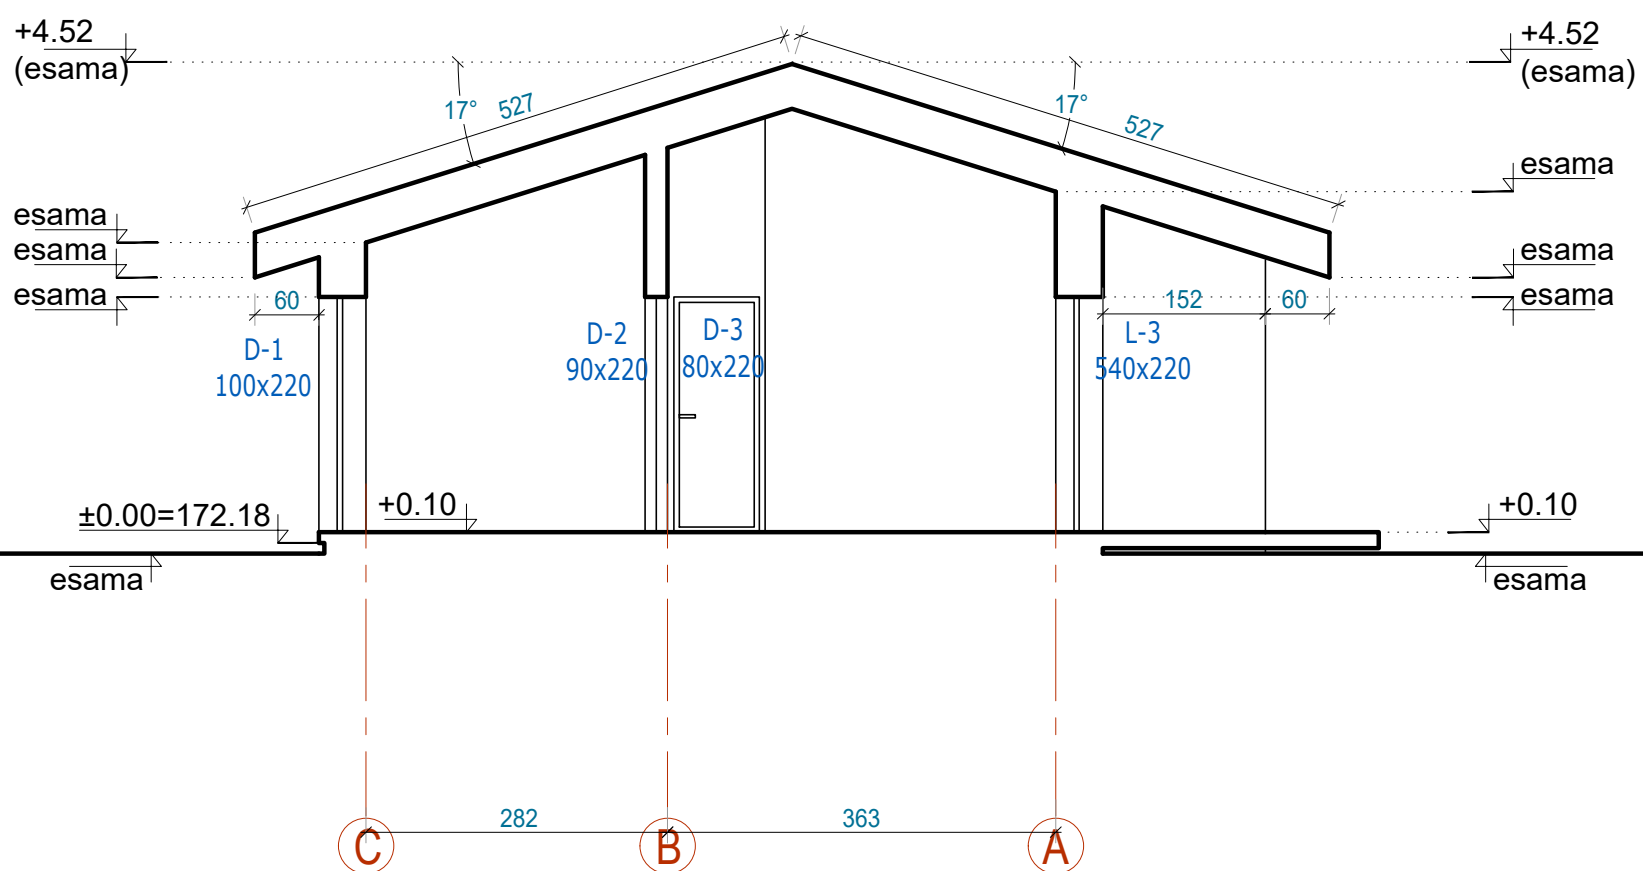 +4.52
(esama)
+4.52
(esama)
17°
527
17°
527
esama
esama
esama
esama
esama
esama
60
152
60
D-1
100x220
D-2
90x220
D-3
80x220
L-3
540x220
±0.00=172.18
+0.10
+0.10
esama
esama
282
363
C
B
A